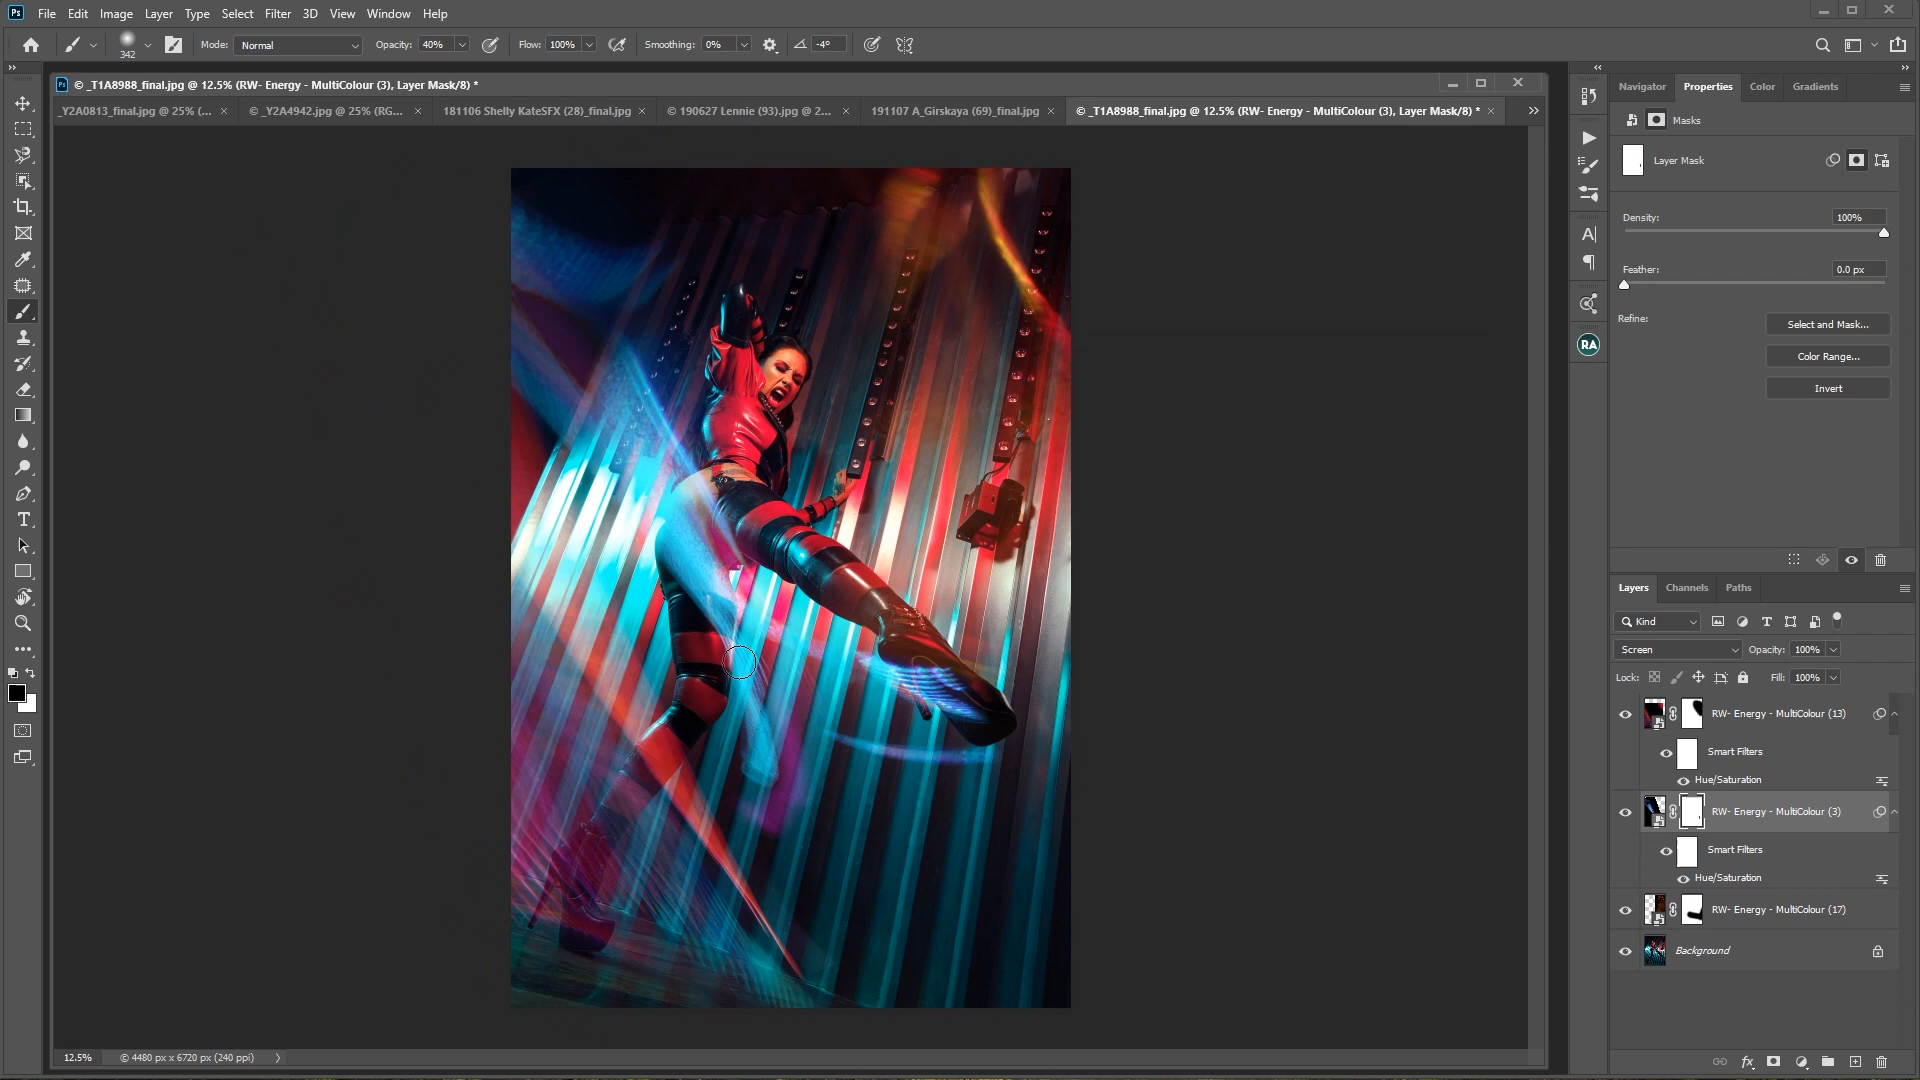 Ps File Edit Image Layer Type Select Filter 3D View Window Help
342 Mode: Normal Opacity: 40% Flow: 100% Smoothing: 0% -4°
Ps © _T1A8988_final.jpg @ 12.5% (RW- Energy - MultiColour (3), Layer Mask/8) *
_Y2A0813_final.jpg @ 25% (... × © _Y2A4942.jpg @ 25% (RG... × 181106 Shelly KateSFX (28)_final.jpg × © 190627 Lennie (93).jpg @ 2... × 191107 A_Girskaya (69)_final.jpg × © _T1A8988_final.jpg @ 12.5% (RW- Energy - MultiColour (3), Layer Mask/8) * ×
Navigator Properties Color Gradients
Masks
Layer Mask
Density: 100%
Feather: 0.0 px
Refine: Select and Mask...
Color Range...
Invert
RA
Layers Channels Paths
Kind
Screen Opacity: 100%
Lock: Fill: 100%
RW- Energy - MultiColour (13)
Smart Filters
Hue/Saturation
RW- Energy - MultiColour (3)
Smart Filters
Hue/Saturation
RW- Energy - MultiColour (17)
Background
12.5% © 4480 px x 6720 px (240 ppi)